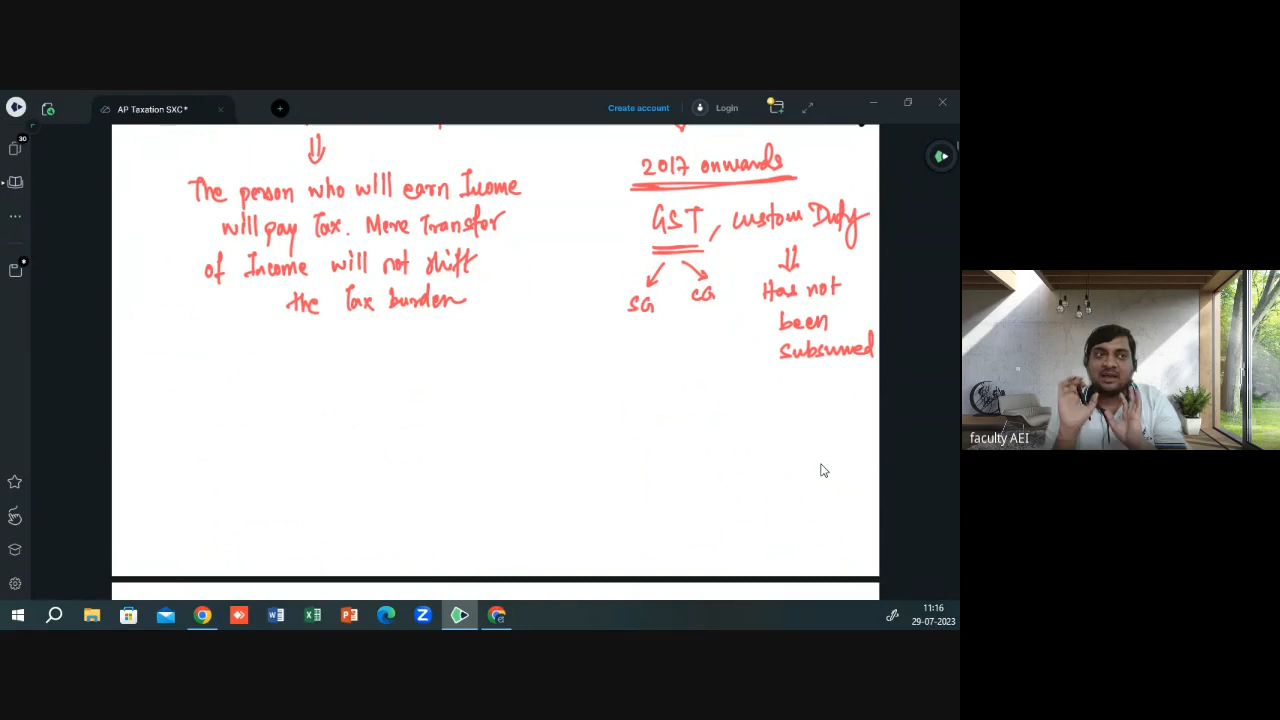 AP Taxation SXC*
Create account
Login
30
The person who will earn Income
will pay Tax. Mere Transfer
of Income will not shift
the Tax burden
2017 onwards
GST, custom Duty
SG
CG
Has not
been
subsumed
faculty AEI
11:16
29-07-2023